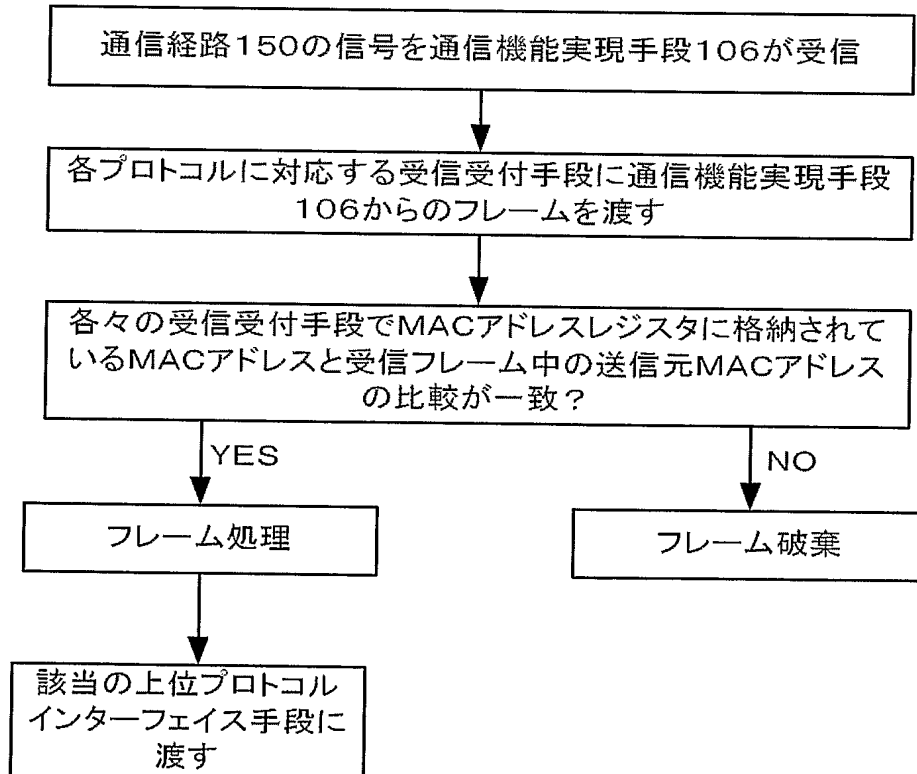 通信経路150の信号を通信機能実現手段106が受信
各プロトコルに対応する受信受付手段に通信機能実現手段
106からのフレームを渡す
各々の受信受付手段でMACアドレスレジスタに格納されて
いるMACアドレスと受信フレーム中の送信元MACアドレス
の比較が一致?
YES
NO
フレーム処理
フレーム破棄
該当の上位プロトコル
インターフェイス手段に
渡す